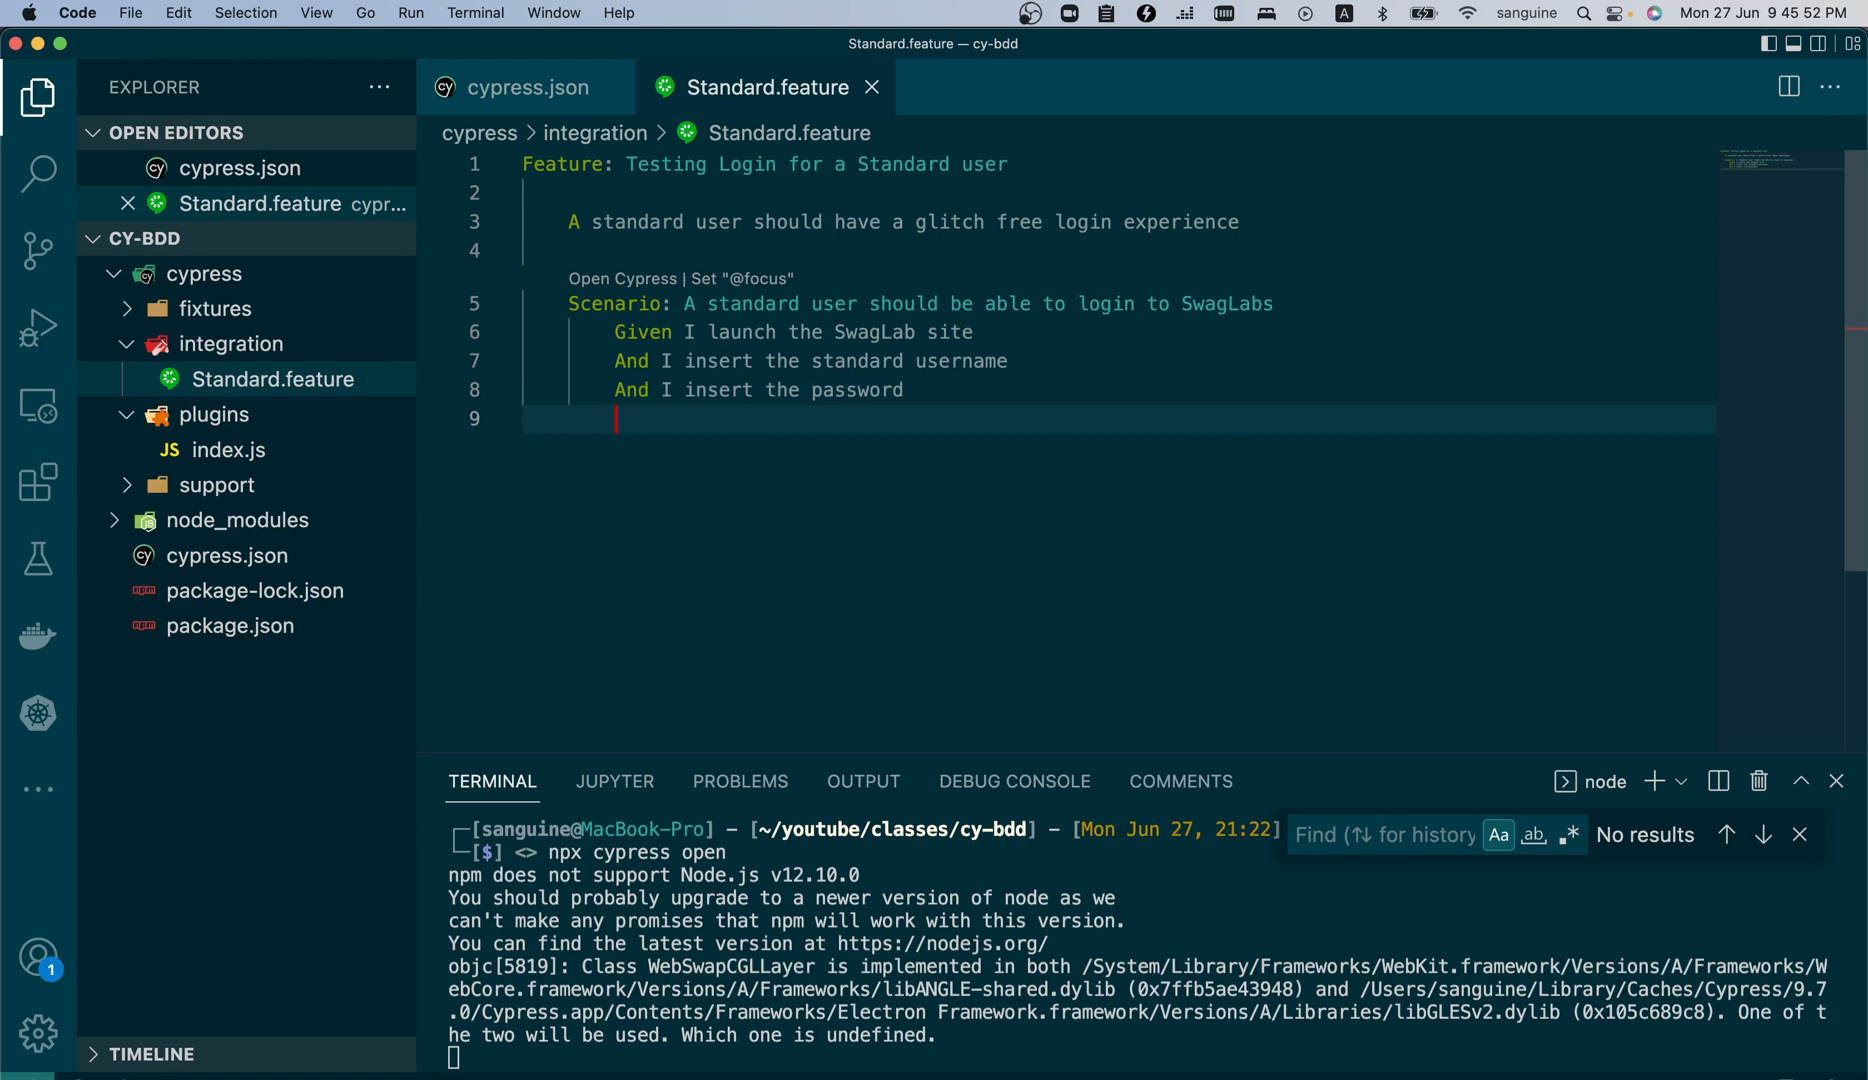 Code File Edit Selection View Go Run Terminal Window Help
A sanguine Mon 27 Jun 9 45 52 PM
Standard.feature — cy-bdd
EXPLORER
OPEN EDITORS
cypress.json
Standard.feature cypr...
CY-BDD
cypress
fixtures
integration
Standard.feature
plugins
JS index.js
support
node_modules
cy cypress.json
package-lock.json
package.json
TIMELINE
1
cy cypress.json Standard.feature
cypress > integration > Standard.feature
1 Feature: Testing Login for a Standard user
2
3 A standard user should have a glitch free login experience
4
Open Cypress | Set "@focus"
5 Scenario: A standard user should be able to login to SwagLabs
6 Given I launch the SwagLab site
7 And I insert the standard username
8 And I insert the password
9
TERMINAL JUPYTER PROBLEMS OUTPUT DEBUG CONSOLE COMMENTS node
Find (⇅ for history Aa ab .* No results
[sanguine@MacBook-Pro] - [~/youtube/classes/cy-bdd] - [Mon Jun 27, 21:22]
[$] <> npx cypress open
npm does not support Node.js v12.10.0
You should probably upgrade to a newer version of node as we
can't make any promises that npm will work with this version.
You can find the latest version at https://nodejs.org/
objc[5819]: Class WebSwapCGLLayer is implemented in both /System/Library/Frameworks/WebKit.framework/Versions/A/Frameworks/W
ebCore.framework/Versions/A/Frameworks/libANGLE-shared.dylib (0x7ffb5ae43948) and /Users/sanguine/Library/Caches/Cypress/9.7
.0/Cypress.app/Contents/Frameworks/Electron Framework.framework/Versions/A/Libraries/libGLESv2.dylib (0x105c689c8). One of t
he two will be used. Which one is undefined.